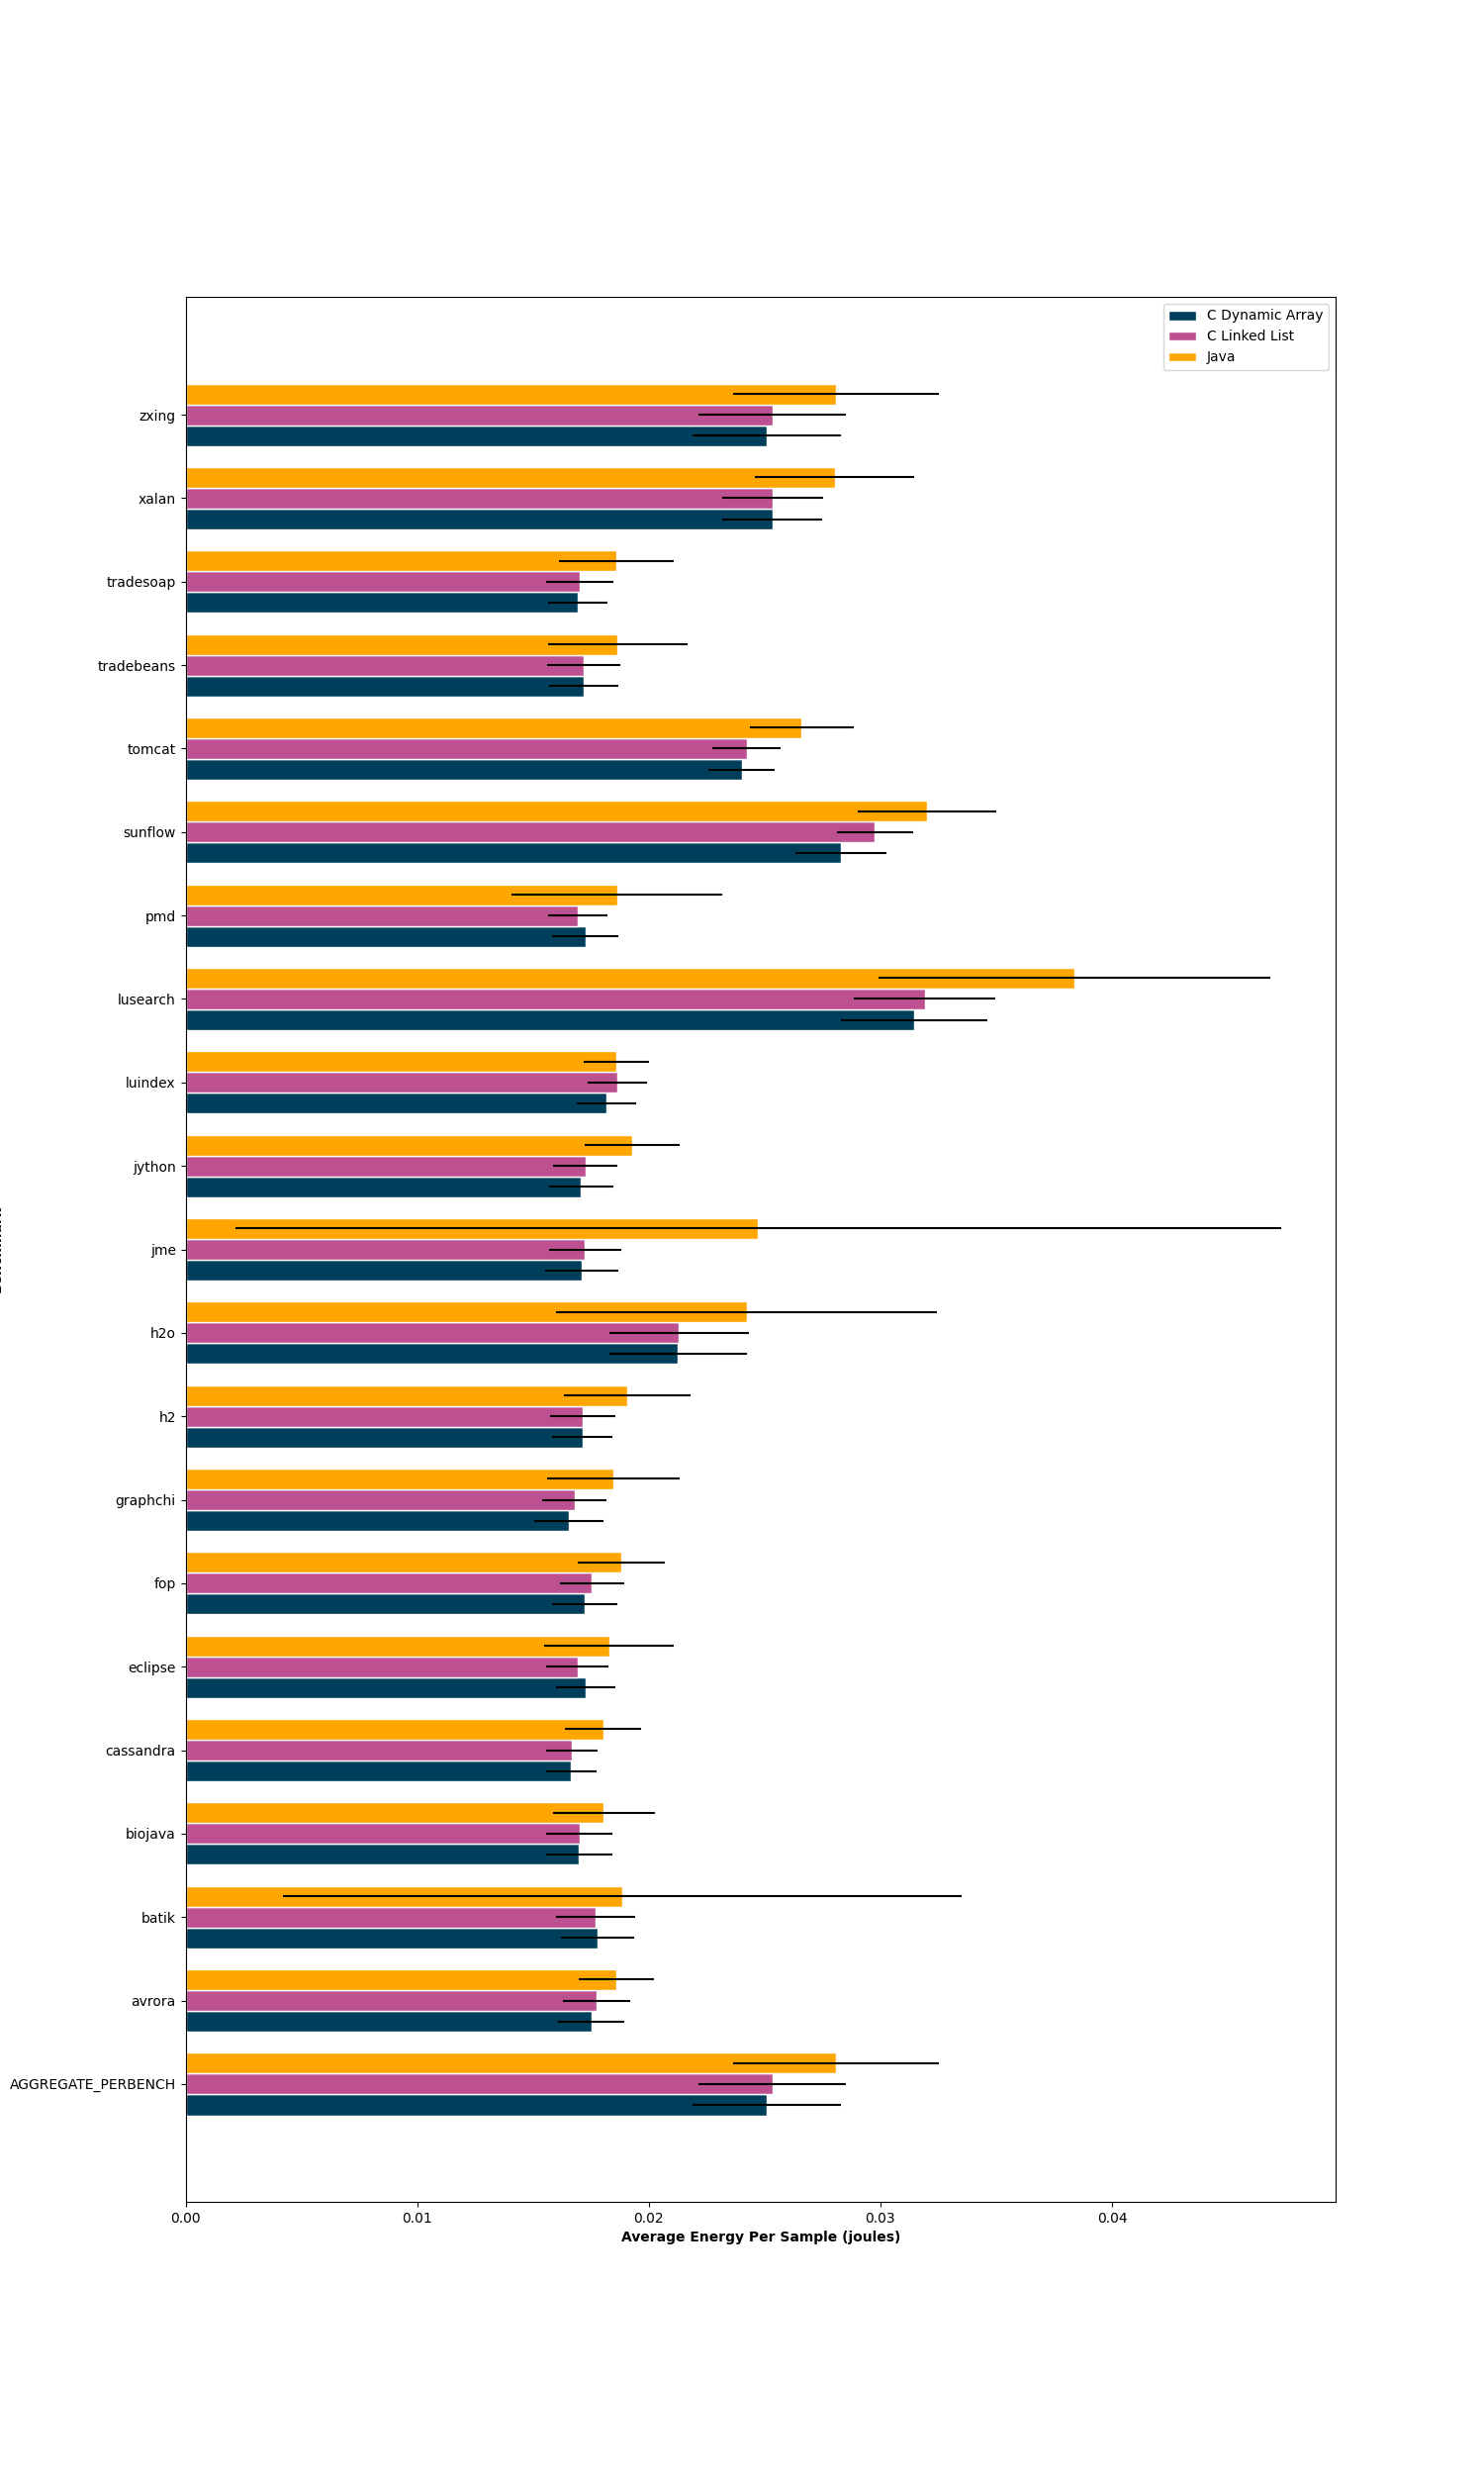 C Dynamic Array
C Linked List
Java
zxing
xalan
tradesoap
tradebeans
tomcat
sunflow
pmd
lusearch
luindex
jython
jme
h2o
h2
graphchi
fop
eclipse
cassandra
biojava
batik
avrora
AGGREGATE_PERBENCH
0.00 0.01 0.02 0.03 0.04
Average Energy Per Sample (joules)